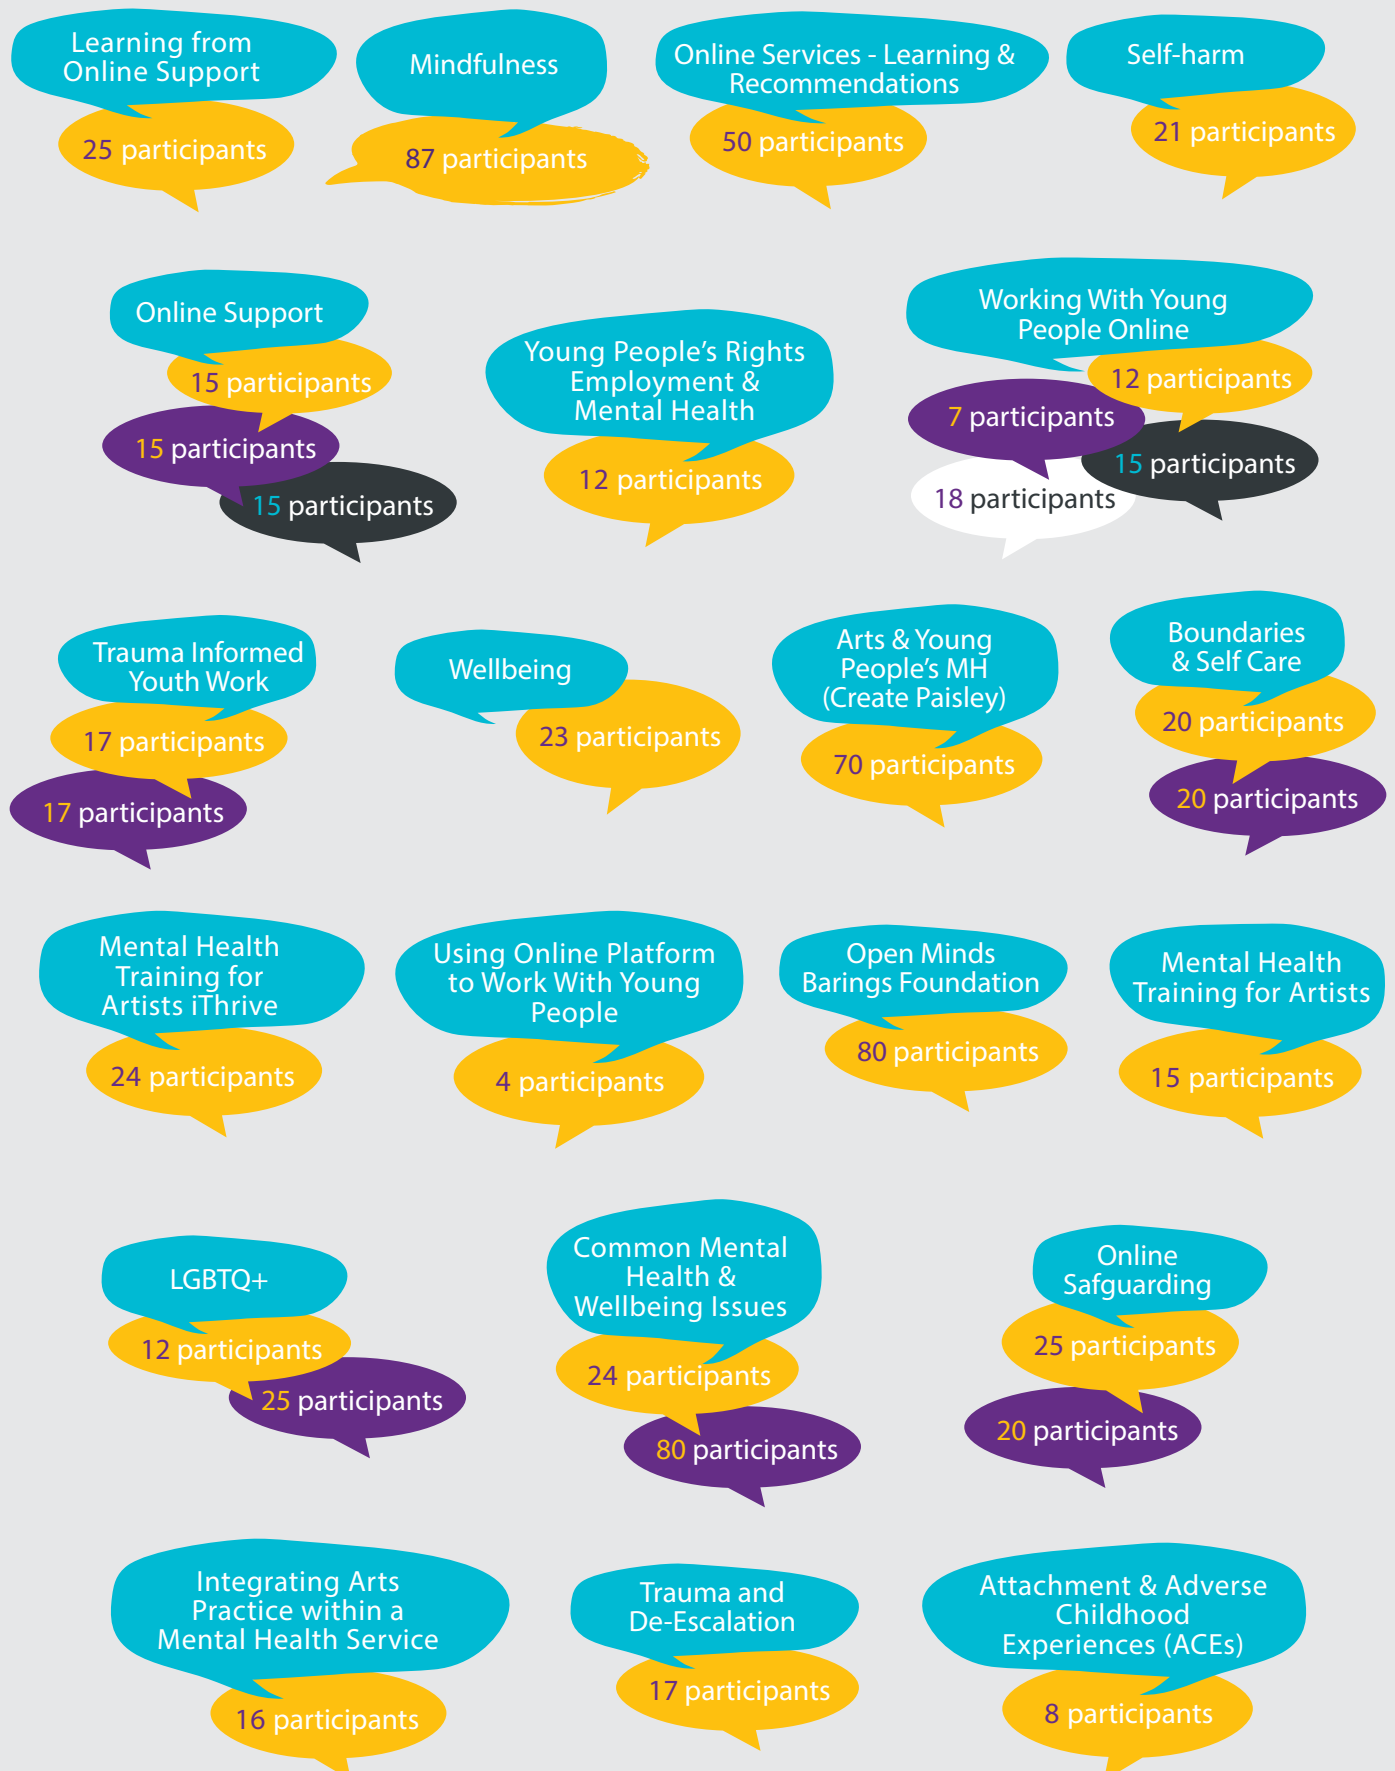 Learning from
Online Support
25 participants
Mindfulness
87 participants
Online Services - Learning &
Recommendations
50 participants
Self-harm
21 participants
Online Support
15 participants
15 participants
15 participants
Young People’s Rights
Employment &
Mental Health
12 participants
Working With Young
People Online
12 participants
7 participants
15 participants
18 participants
Trauma Informed
Youth Work
17 participants
17 participants
Wellbeing
23 participants
Arts & Young
People’s MH
(Create Paisley)
70 participants
Boundaries
& Self Care
20 participants
20 participants
Mental Health
Training for
Artists iThrive
24 participants
Using Online Platform
to Work With Young
People
4 participants
Open Minds
Barings Foundation
80 participants
Mental Health
Training for Artists
15 participants
LGBTQ+
12 participants
25 participants
Common Mental
Health &
Wellbeing Issues
24 participants
80 participants
Online
Safguarding
25 participants
20 participants
Integrating Arts
Practice within a
Mental Health Service
16 participants
Trauma and
De-Escalation
17 participants
Attachment & Adverse
Childhood
Experiences (ACEs)
8 participants